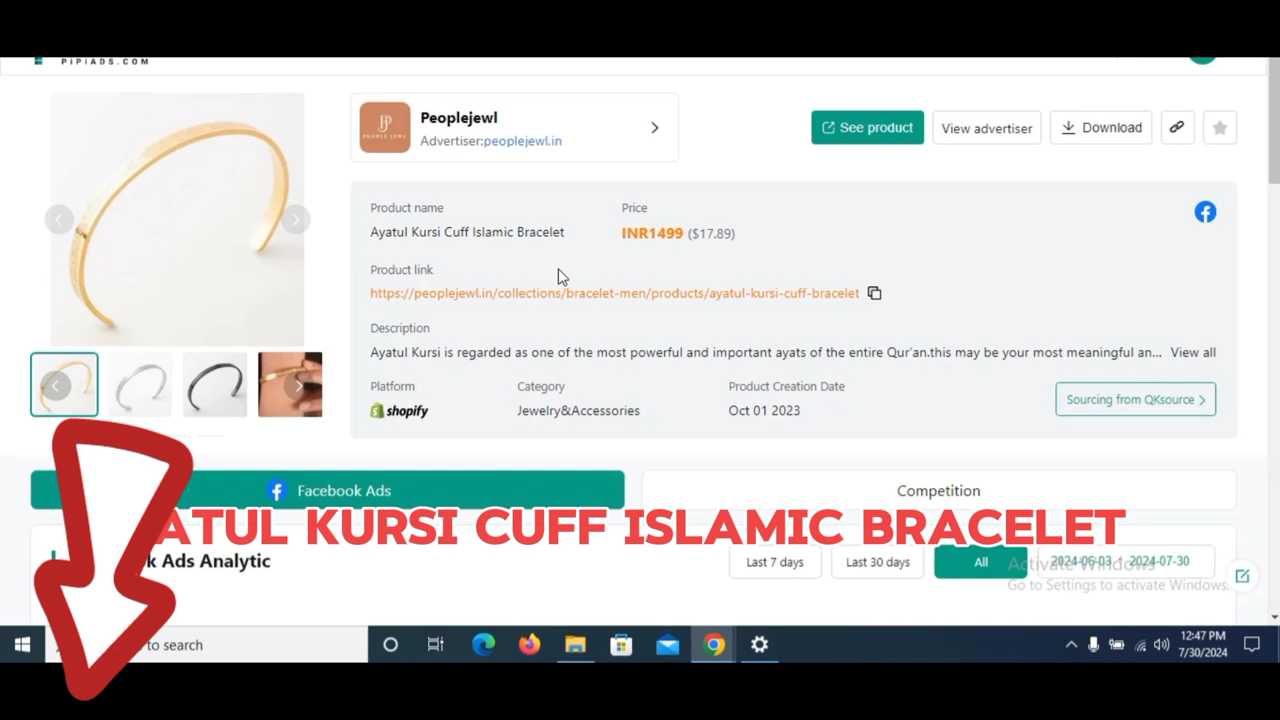 PIPIADS.COM
Peoplejewl
Advertiser:peoplejewl.in
PEOPLE JEWL
See product
View advertiser
Download
Product name
Price
Ayatul Kursi Cuff Islamic Bracelet
INR1499 ($17.89)
Product link
https://peoplejewl.in/collections/bracelet-men/products/ayatul-kursi-cuff-bracelet
Description
Ayatul Kursi is regarded as one of the most powerful and important ayats of the entire Qur'an.this may be your most meaningful an... View all
Platform
Category
Product Creation Date
shopify
Jewelry&Accessories
Oct 01 2023
Sourcing from QKsource >
Facebook Ads
Competition
ATUL KURSI CUFF ISLAMIC BRACELET
k Ads Analytic
Last 7 days
Last 30 days
All
2024-06-03 - 2024-07-30
Activate Windows
Go to Settings to activate Windows.
to search
12:47 PM
7/30/2024